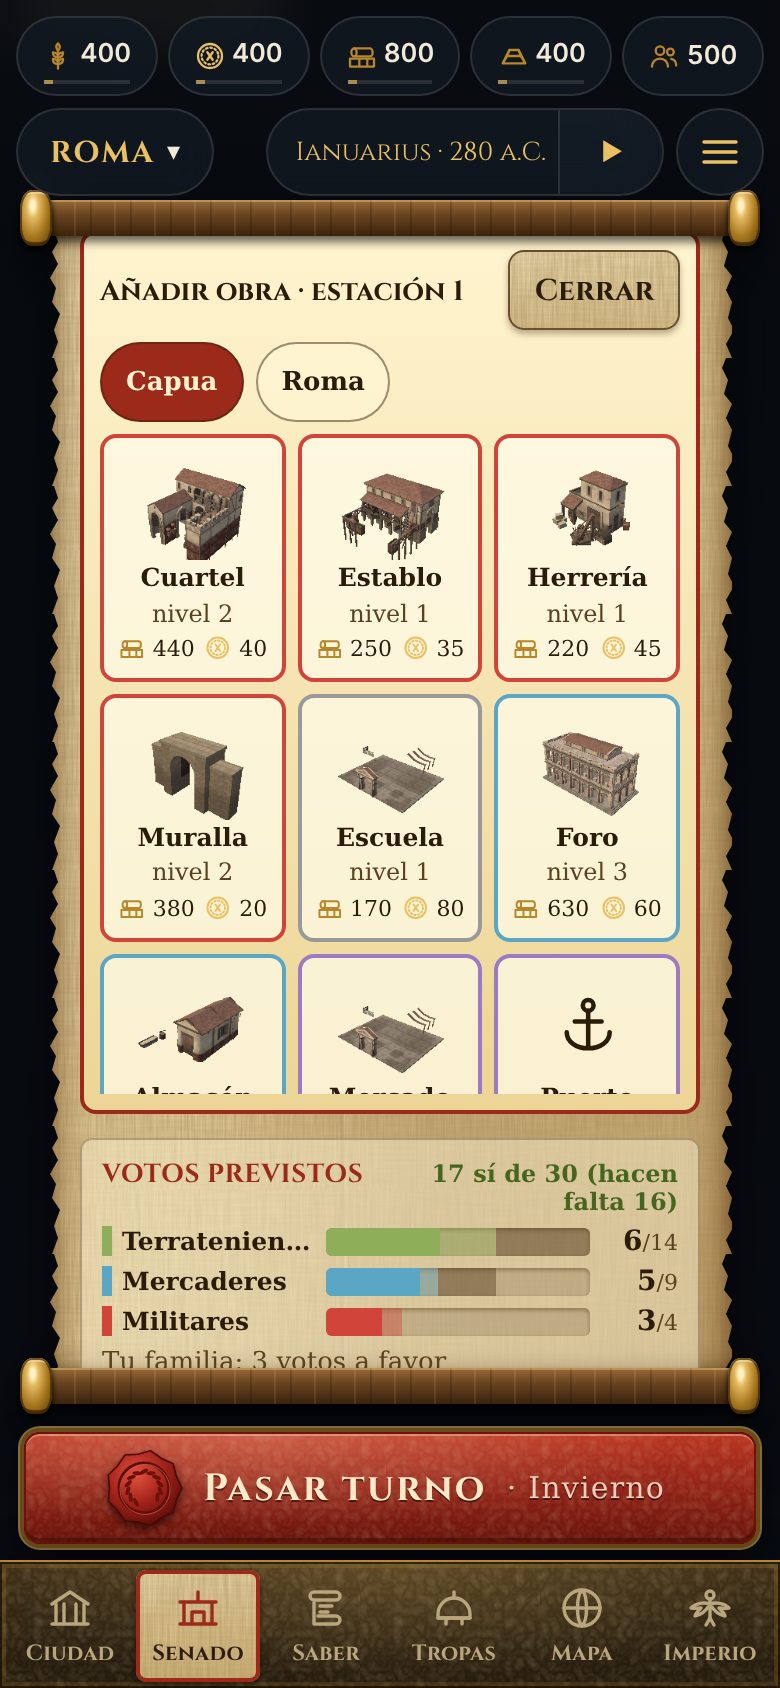 400 400 800 400 500
ROMA ▼ Ianuarius · 280 a.C.
Añadir obra · estación 1 Cerrar
Capua Roma
Cuartel Establo Herrería
nivel 2 nivel 1 nivel 1
440 40 250 35 220 45
Muralla Escuela Foro
nivel 2 nivel 1 nivel 3
380 20 170 80 630 60
Almacén Mercado Puerto
VOTOS PREVISTOS 17 sí de 30 (hacen
falta 16)
Terratenien... 6/14
Mercaderes 5/9
Militares 3/4
Tu familia: 3 votos a favor
Pasar turno · Invierno
Ciudad Senado Saber Tropas Mapa Imperio